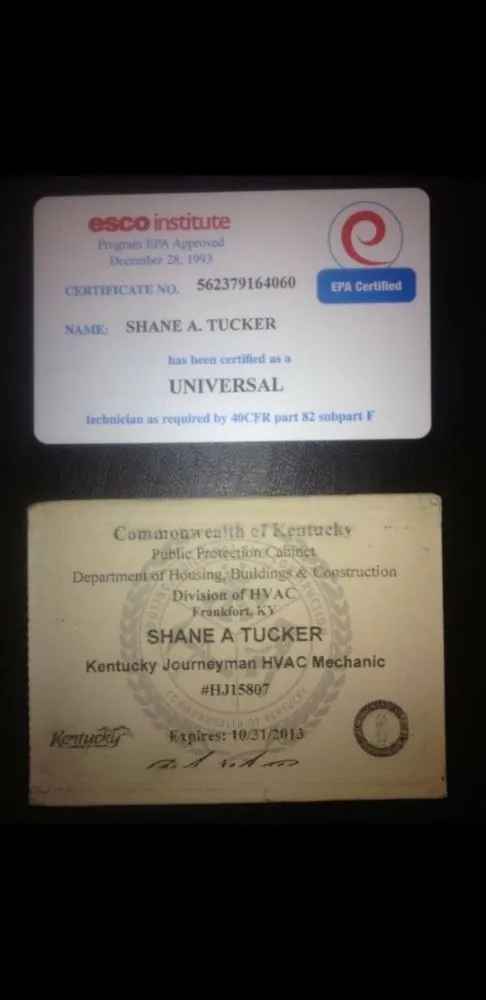 esco institute
Program EPA Approved
December 28, 1993
CERTIFICATE NO. 562379164060
EPA Certified
NAME: SHANE A. TUCKER
has been certified as a
UNIVERSAL
technician as required by 40CFR part 82 subpart F
Commonwealth of Kentucky
Public Protection Cabinet
Department of Housing, Buildings & Construction
Division of HVAC
Frankfort, KY
SHANE A TUCKER
Kentucky Journeyman HVAC Mechanic
#HJ15807
COMMONWEALTH OF KENTUCKY
Kentucky
Expires: 10/31/2013